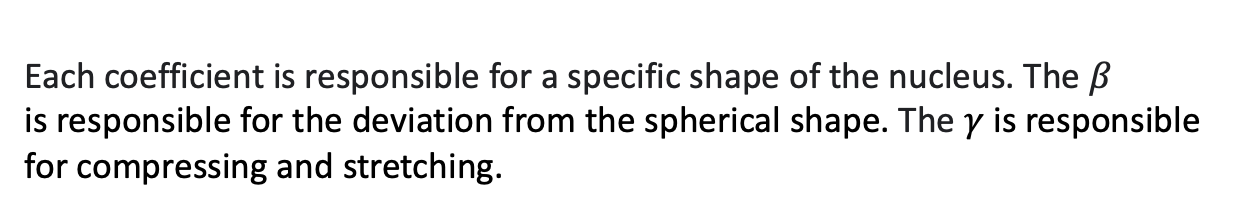 Each coefficient is responsible for a specific shape of the nucleus. The β
is responsible for the deviation from the spherical shape. The γ is responsible
for compressing and stretching.